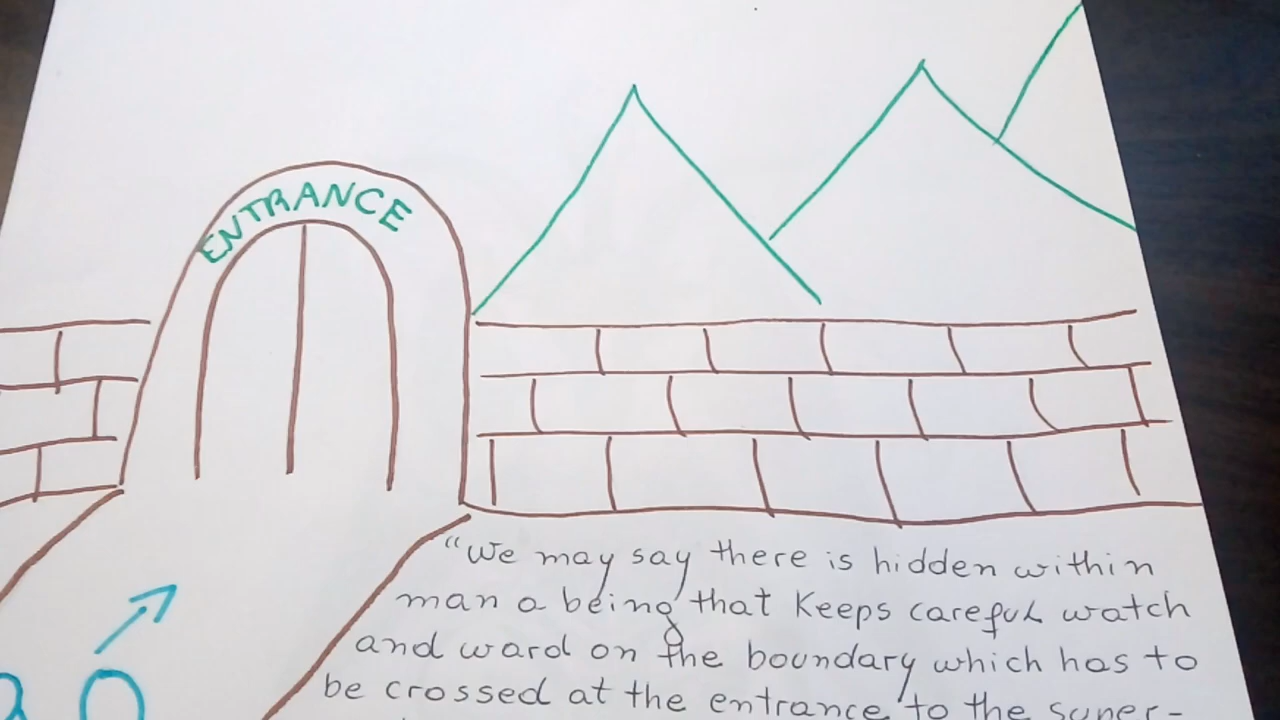 ENTRANCE
"We may say there is hidden within
man a being that Keeps careful watch
and ward on the boundary which has to
be crossed at the entrance to the super-